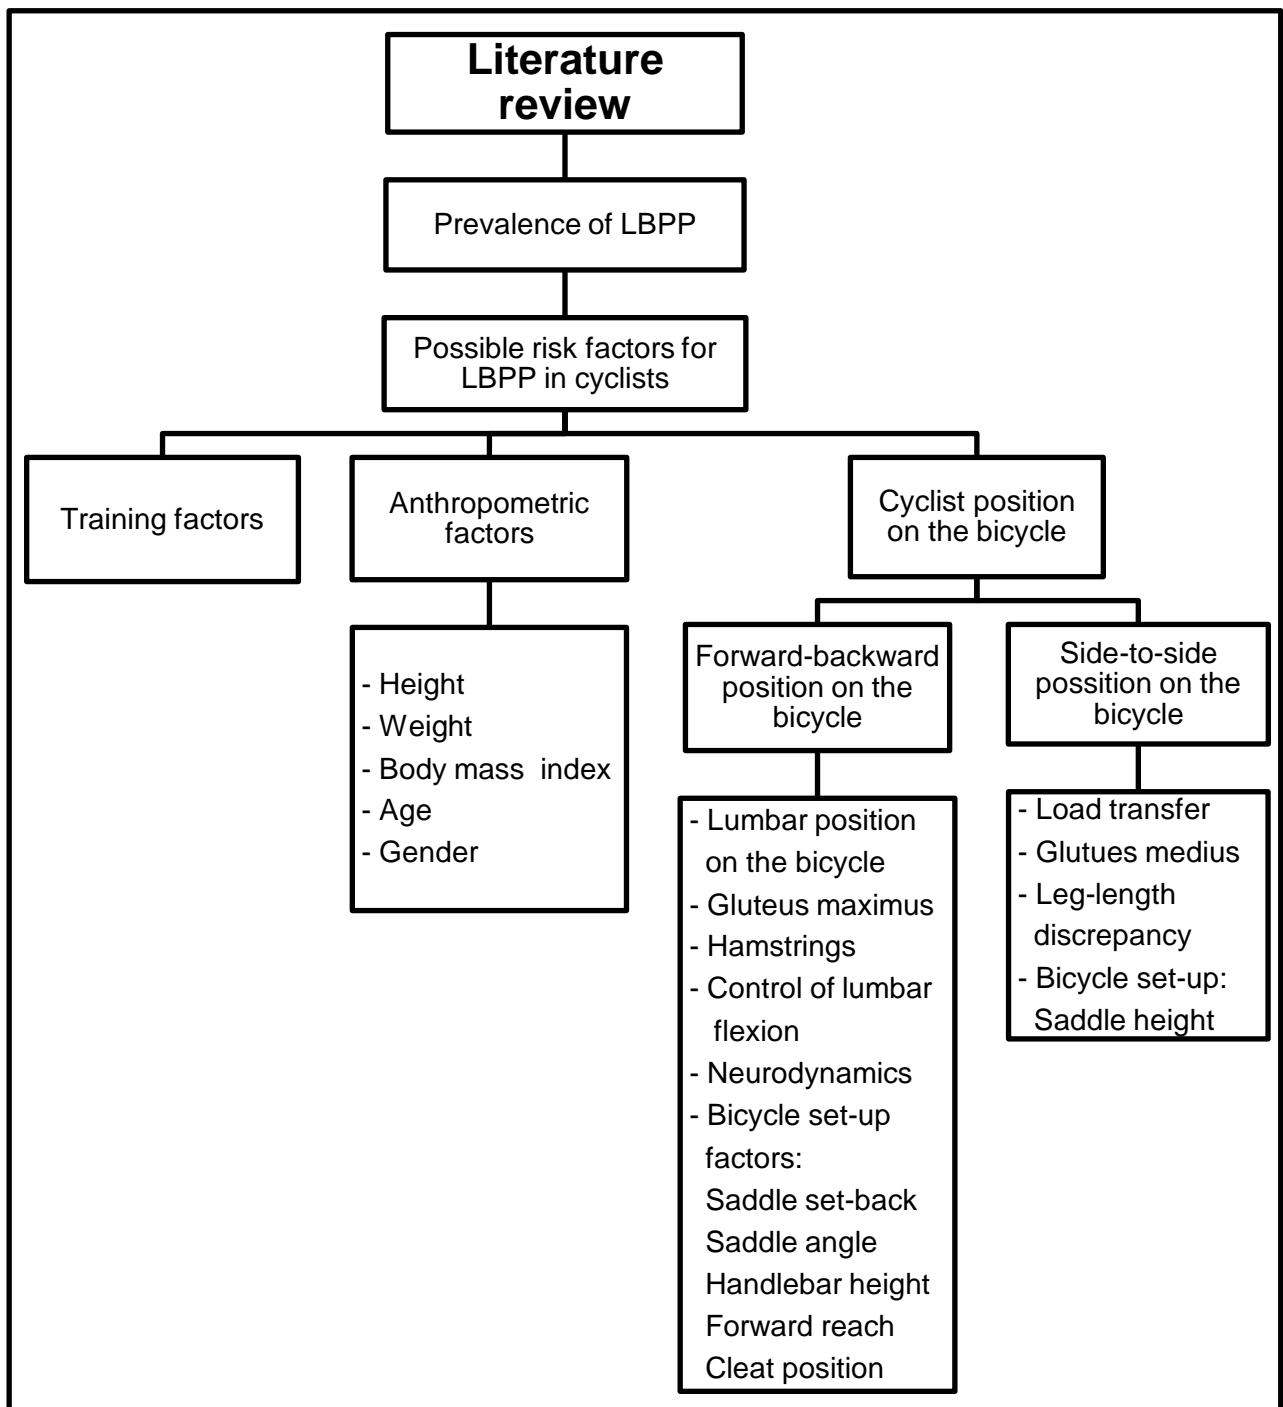 Literature
review
Prevalence of LBPP
Possible risk factors for
LBPP in cyclists
Training factors
Anthropometric
factors
Cyclist position
on the bicycle
- Height
- Weight
- Body mass index
- Age
- Gender
Forward-backward
position on the
bicycle
Side-to-side
possition on the
bicycle
- Lumbar position
on the bicycle
- Gluteus maximus
- Hamstrings
- Control of lumbar
flexion
- Neurodynamics
- Bicycle set-up
factors:
Saddle set-back
Saddle angle
Handlebar height
Forward reach
Cleat position
- Load transfer
- Glutues medius
- Leg-length
discrepancy
- Bicycle set-up:
Saddle height